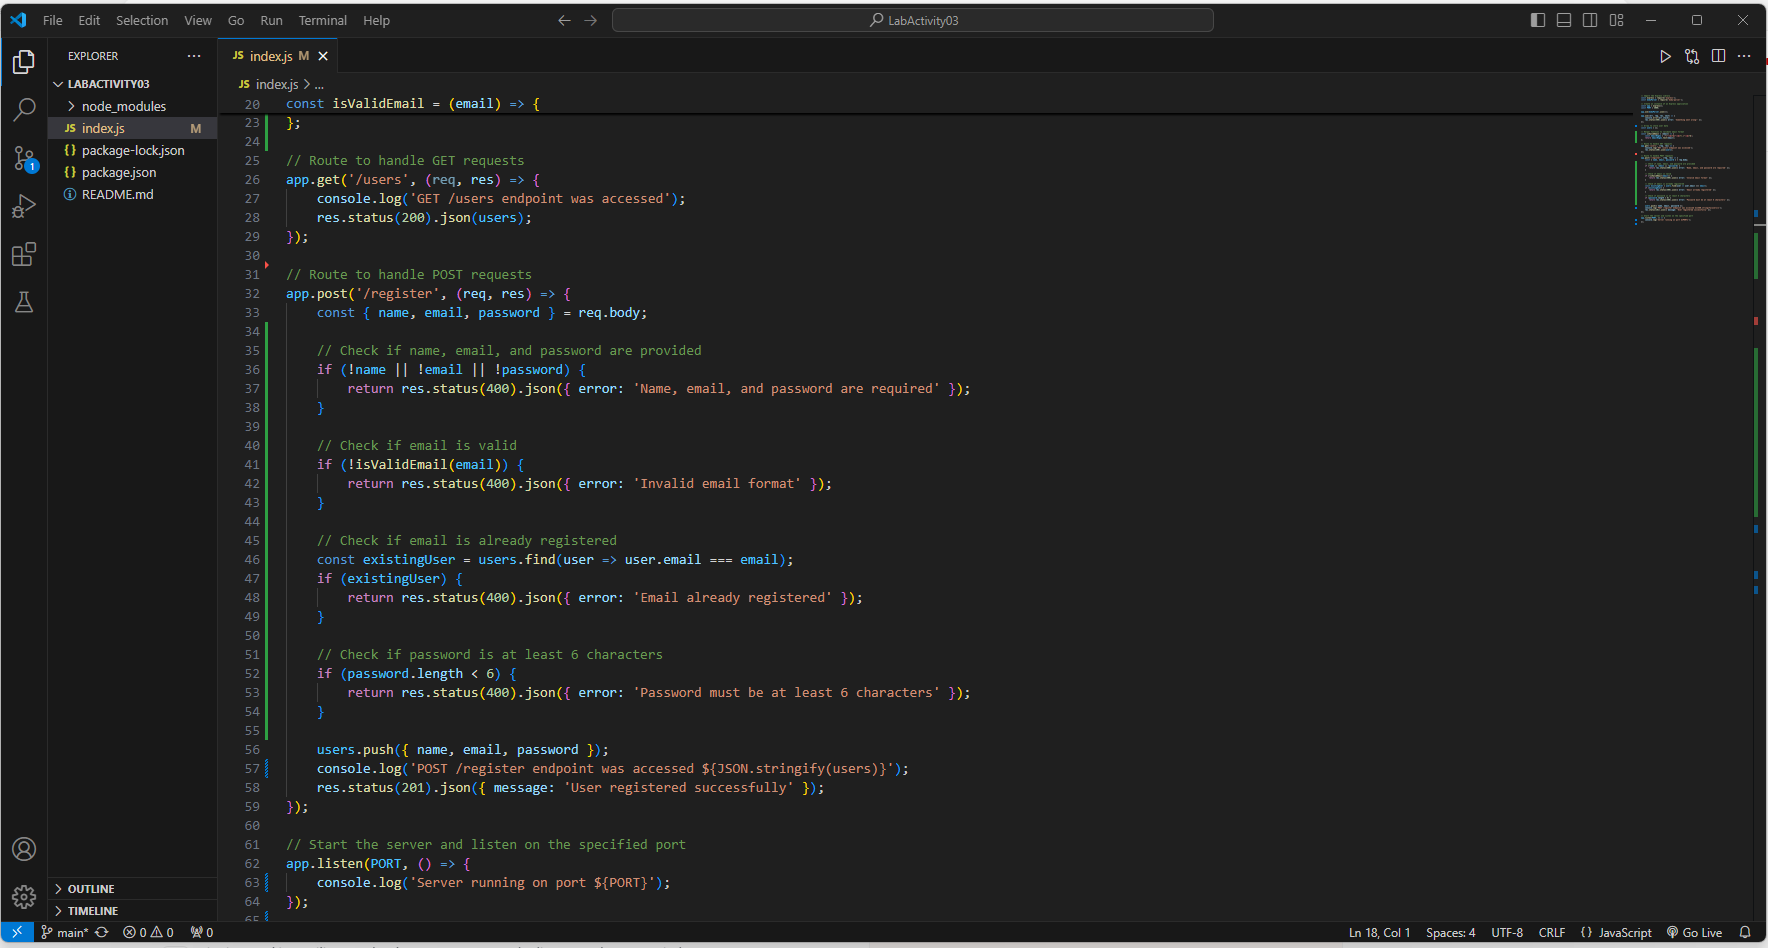 File Edit Selection View Go Run Terminal Help
LabActivity03
EXPLORER
LABACTIVITY03
node_modules
JS index.js M
{} package-lock.json
{} package.json
README.md
OUTLINE
TIMELINE
JS index.js M
JS index.js > ...
20 const isValidEmail = (email) => {
23 };
24
25 // Route to handle GET requests
26 app.get('/users', (req, res) => {
27 console.log('GET /users endpoint was accessed');
28 res.status(200).json(users);
29 });
30
31 // Route to handle POST requests
32 app.post('/register', (req, res) => {
33 const { name, email, password } = req.body;
34
35 // Check if name, email, and password are provided
36 if (!name || !email || !password) {
37 return res.status(400).json({ error: 'Name, email, and password are required' });
38 }
39
40 // Check if email is valid
41 if (!isValidEmail(email)) {
42 return res.status(400).json({ error: 'Invalid email format' });
43 }
44
45 // Check if email is already registered
46 const existingUser = users.find(user => user.email === email);
47 if (existingUser) {
48 return res.status(400).json({ error: 'Email already registered' });
49 }
50
51 // Check if password is at least 6 characters
52 if (password.length < 6) {
53 return res.status(400).json({ error: 'Password must be at least 6 characters' });
54 }
55
56 users.push({ name, email, password });
57 console.log('POST /register endpoint was accessed ${JSON.stringify(users)}');
58 res.status(201).json({ message: 'User registered successfully' });
59 });
60
61 // Start the server and listen on the specified port
62 app.listen(PORT, () => {
63 console.log('Server running on port ${PORT}');
64 });
65
1
main* 0 0 0
Ln 18, Col 1 Spaces: 4 UTF-8 CRLF {} JavaScript Go Live